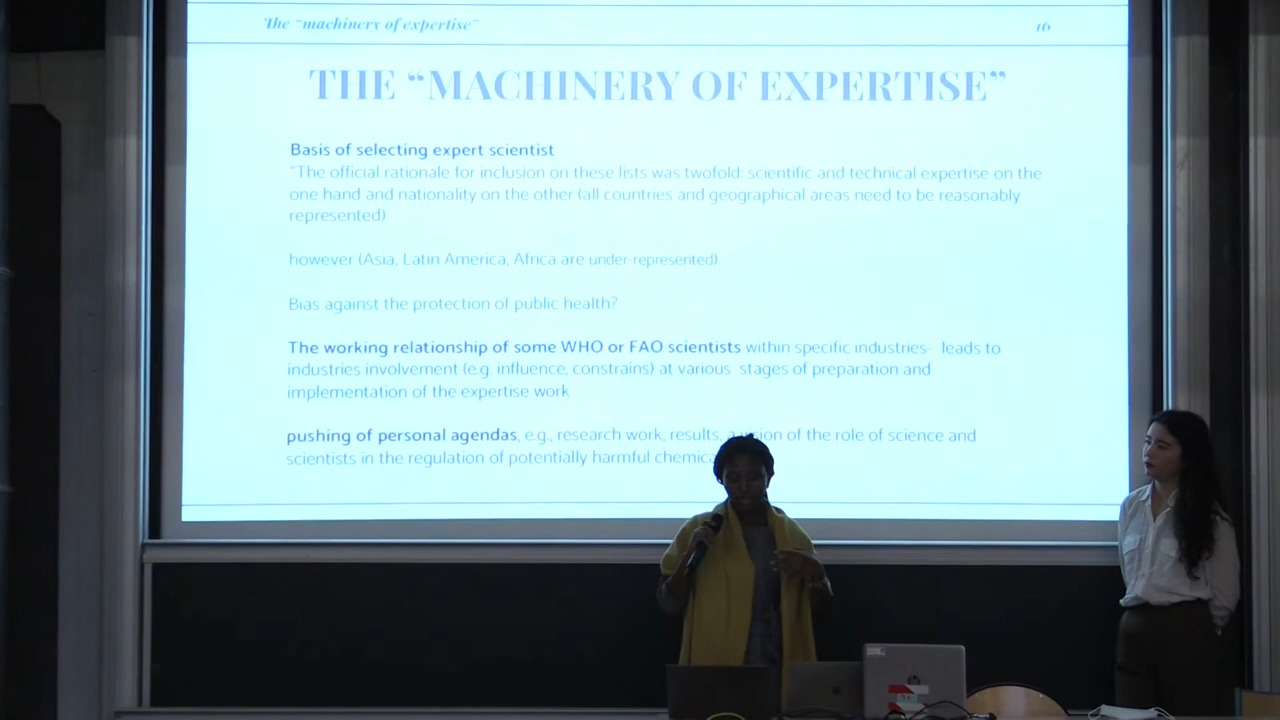 The “machinery of expertise” 16
THE “MACHINERY OF EXPERTISE”
Basis of selecting expert scientist
“The official rationale for inclusion on these lists was twofold: scientific and technical expertise on the
one hand and nationality on the other (all countries and geographical areas need to be reasonably
represented)
however (Asia, Latin America, Africa are under-represented)
Bias against the protection of public health?
The working relationship of some WHO or FAO scientists within specific industries- leads to
industries involvement (e.g. influence, constrains) at various stages of preparation and
implementation of the expertise work
pushing of personal agendas, e.g., research work, results, a vision of the role of science and
scientists in the regulation of potentially harmful